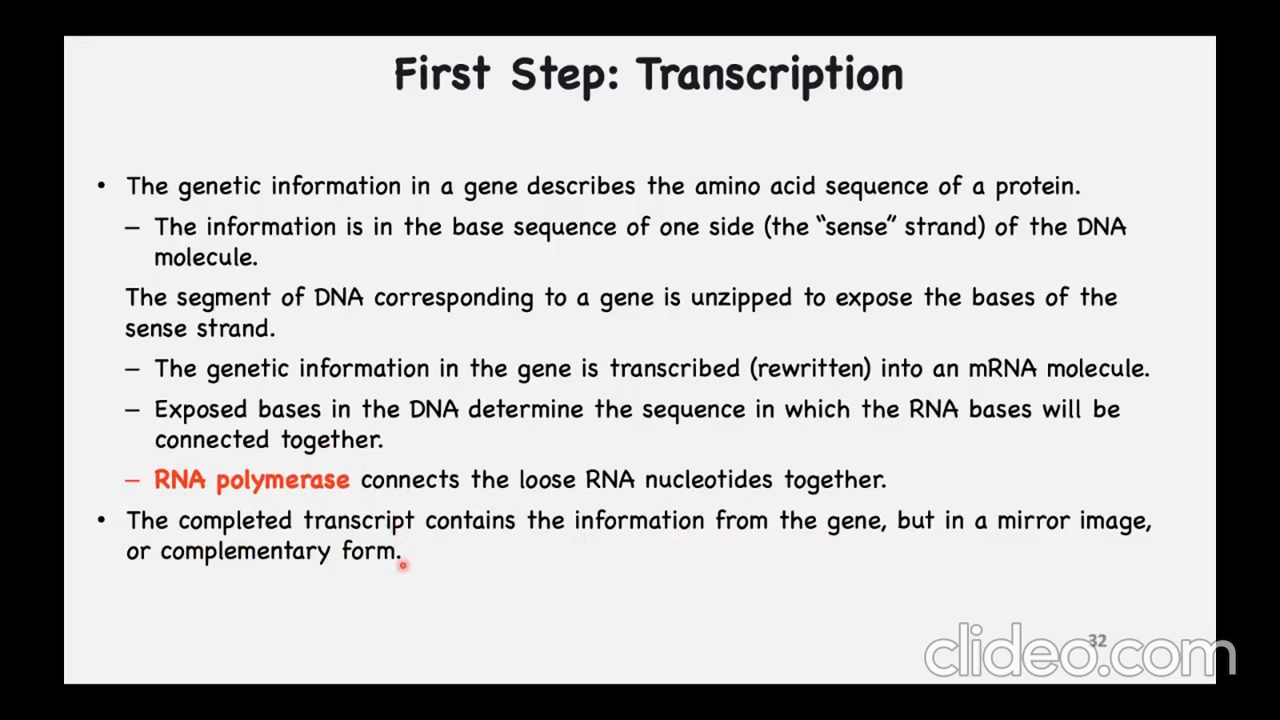 First Step: Transcription
• The genetic information in a gene describes the amino acid sequence of a protein.
– The information is in the base sequence of one side (the “sense” strand) of the DNA
molecule.
The segment of DNA corresponding to a gene is unzipped to expose the bases of the
sense strand.
– The genetic information in the gene is transcribed (rewritten) into an mRNA molecule.
– Exposed bases in the DNA determine the sequence in which the RNA bases will be
connected together.
– RNA polymerase connects the loose RNA nucleotides together.
• The completed transcript contains the information from the gene, but in a mirror image,
or complementary form.
32
clideo.com